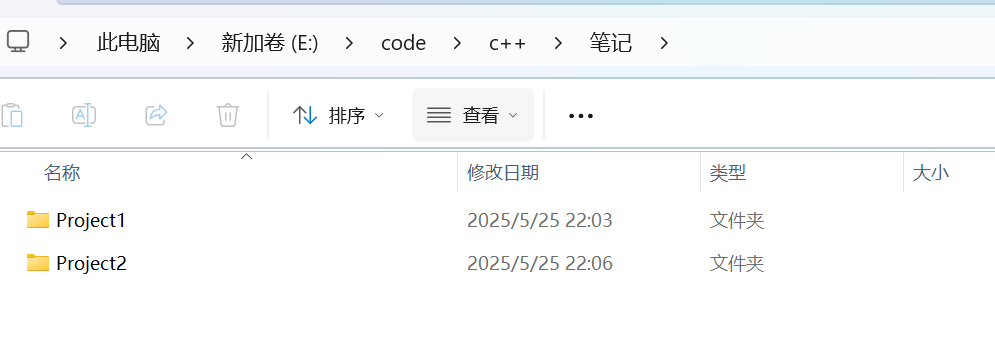 此电脑 新加卷 (E:) code c++ 笔记
排序 查看
名称 修改日期 类型 大小
Project1 2025/5/25 22:03 文件夹
Project2 2025/5/25 22:06 文件夹